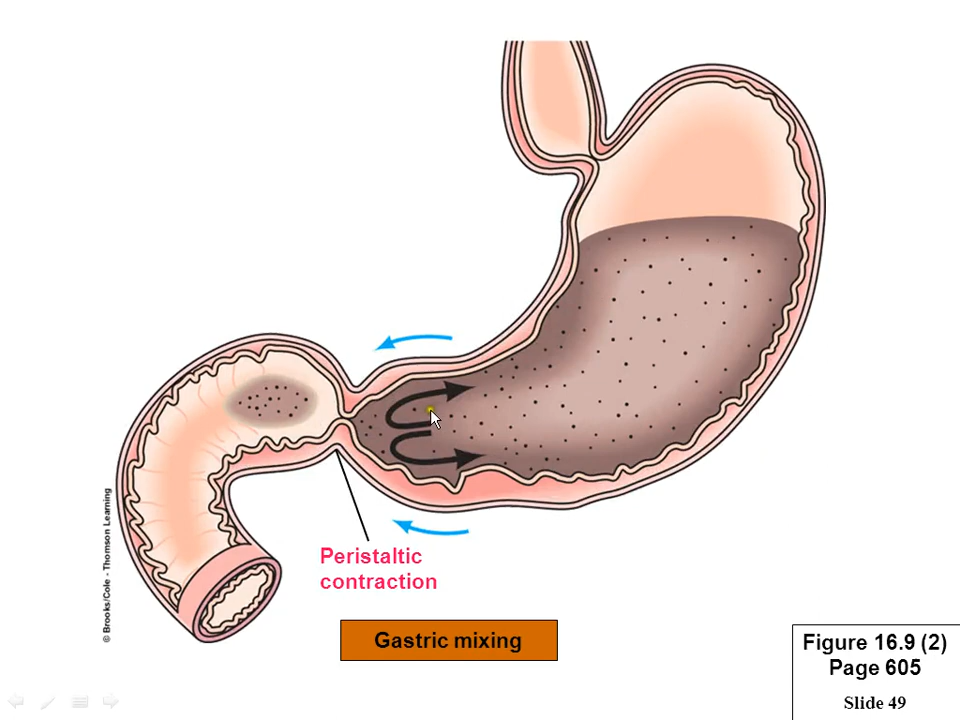 © Brooks/Cole - Thomson Learning
Peristaltic
contraction
Gastric mixing
Figure 16.9 (2)
Page 605
Slide 49